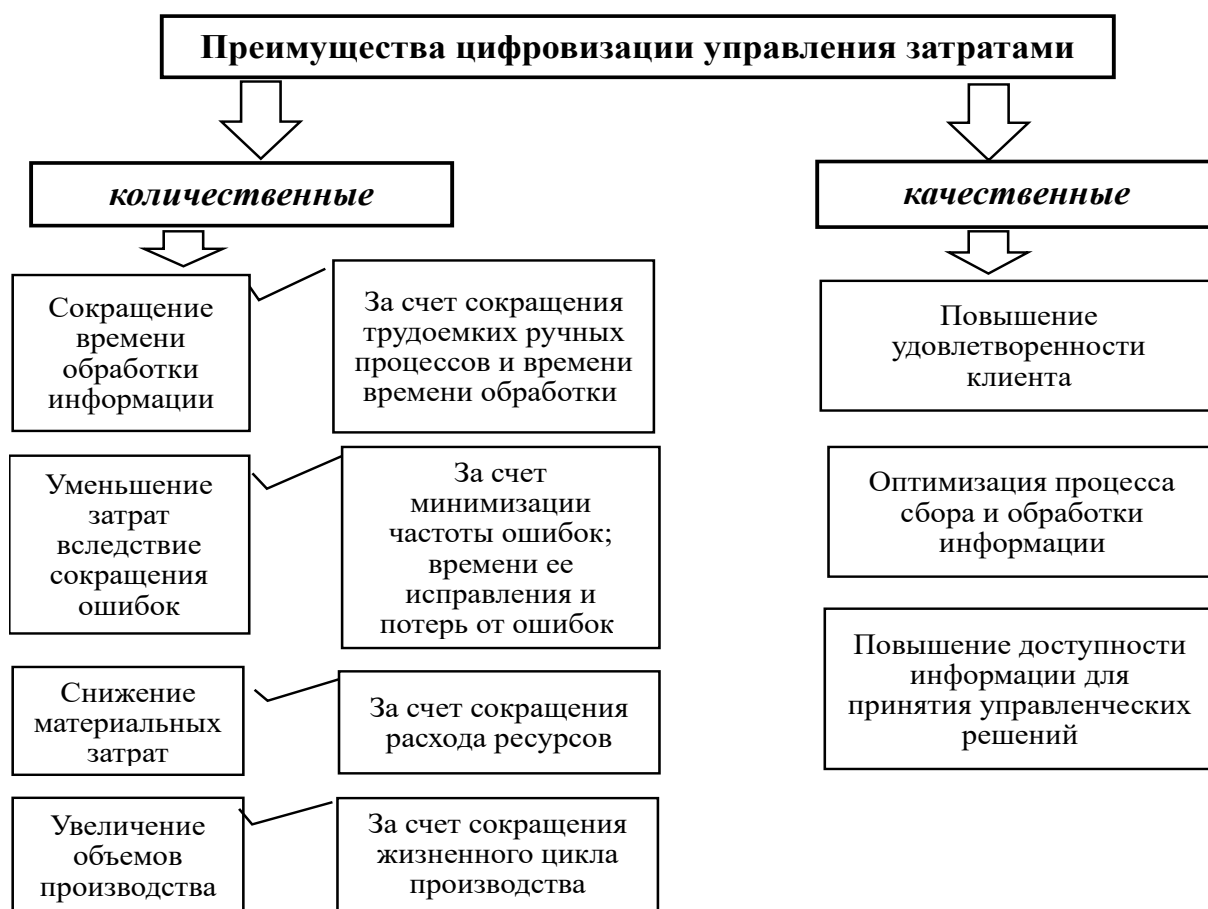 Преимущества цифровизации управления затратами
количественные
Сокращение
времени
обработки
информации
За счет сокращения
трудоемких ручных
процессов и времени
времени обработки
Уменьшение
затрат
вследствие
сокращения
ошибок
За счет
минимизации
частоты ошибок;
времени ее
исправления и
потерь от ошибок
Снижение
материальных
затрат
За счет сокращения
расхода ресурсов
Увеличение
объемов
производства
За счет сокращения
жизненного цикла
производства
качественные
Повышение
удовлетворенности
клиента
Оптимизация процесса
сбора и обработки
информации
Повышение доступности
информации для
принятия управленческих
решений